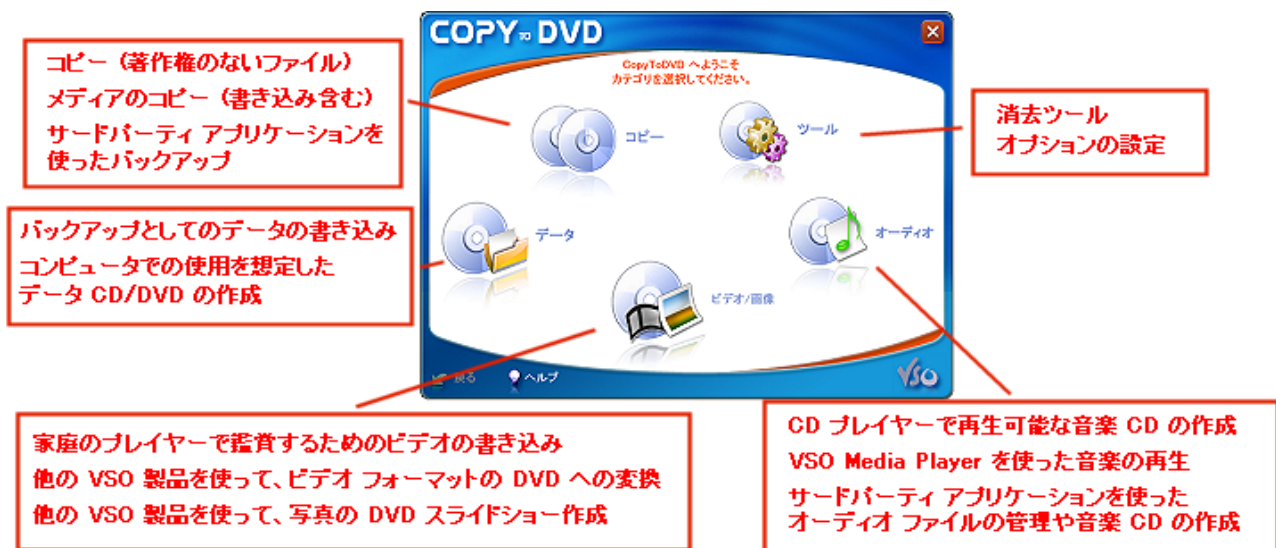 COPY TO DVD
CopyToDVD へようこそ
カテゴリを選択してください。
コピー (著作権のないファイル)
メディアのコピー (書き込み含む)
サードパーティ アプリケーションを
使ったバックアップ
コピー
ツール
消去ツール
オプションの設定
バックアップとしてのデータの書き込み
コンピュータでの使用を想定した
データ CD/DVD の作成
データ
オーディオ
ビデオ/画像
戻る
ヘルプ
VSO
家庭のプレイヤーで鑑賞するためのビデオの書き込み
他の VSO 製品を使って、ビデオ フォーマットの DVD への変換
他の VSO 製品を使って、写真の DVD スライドショー作成
CD プレイヤーで再生可能な音楽 CD の作成
VSO Media Player を使った音楽の再生
サードパーティ アプリケーションを使った
オーディオ ファイルの管理や音楽 CD の作成